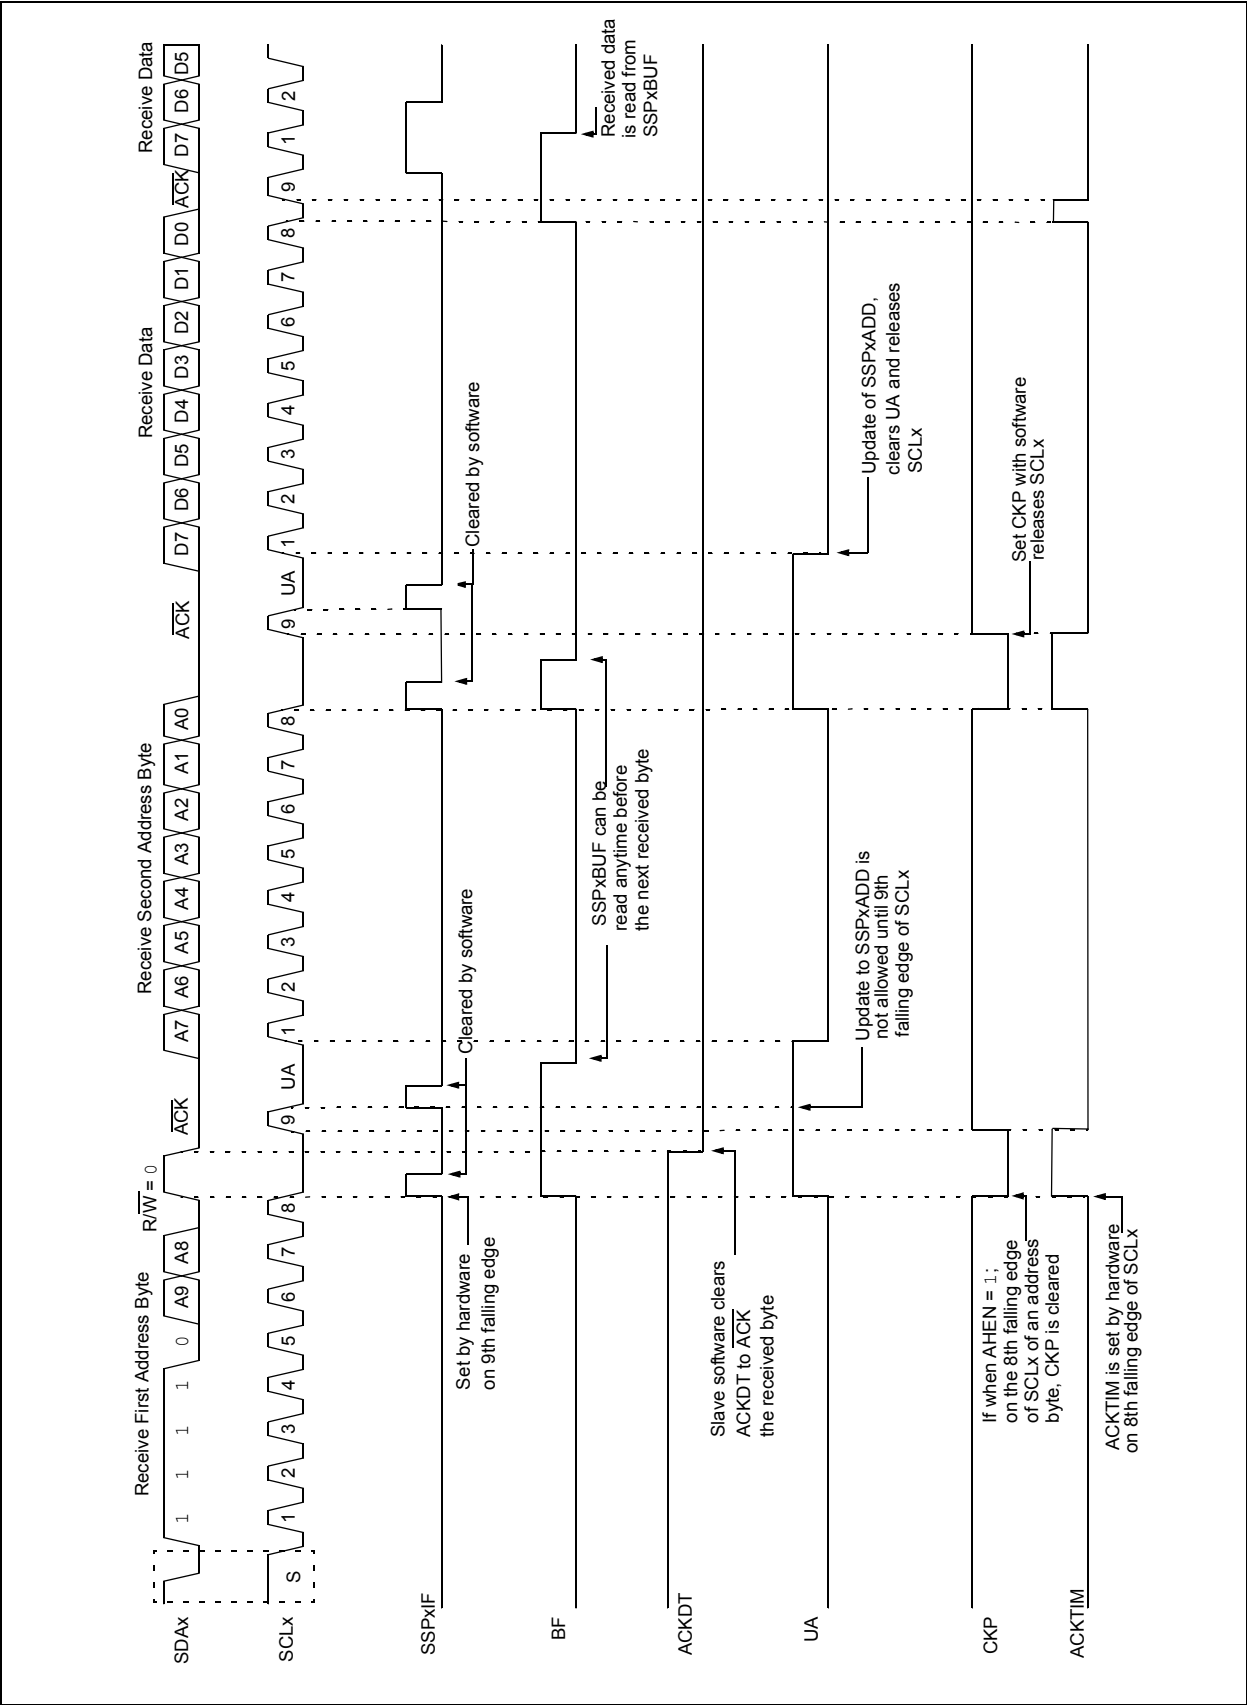 Receive First Address Byte
R/W = 0
Receive Second Address Byte
Receive Data
Receive Data
SDAx
1 1 1 1 0 A9 A8
ACK
A7 A6 A5 A4 A3 A2 A1 A0
ACK
D7 D6 D5 D4 D3 D2 D1 D0
ACK
D7 D6 D5
SCLx
S
1 2 3 4 5 6 7 8 9 UA 1 2 3 4 5 6 7 8 9 UA 1 2 3 4 5 6 7 8 9 1 2
SSPxIF
Set by hardware
on 9th falling edge
Cleared by software
Cleared by software
BF
SSPxBUF can be
read anytime before
the next received byte
Received data
is read from
SSPxBUF
ACKDT
Slave software clears
ACKDT to ACK
the received byte
UA
Update to SSPxADD is
not allowed until 9th
falling edge of SCLx
Update of SSPxADD,
clears UA and releases
SCLx
CKP
If when AHEN = 1;
on the 8th falling edge
of SCLx of an address
byte, CKP is cleared
Set CKP with software
releases SCLx
ACKTIM
ACKTIM is set by hardware
on 8th falling edge of SCLx